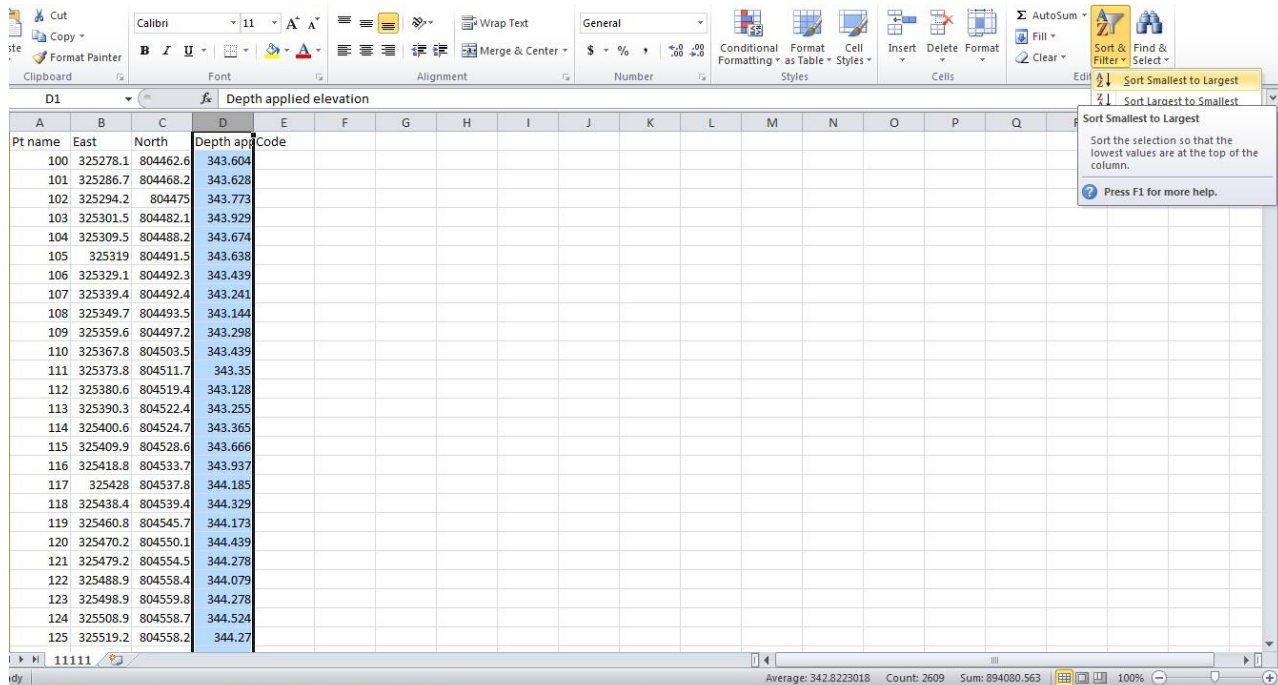 Cut
Copy
Format Painter
Clipboard
Calibri 11 A A
B I U A
Font
Wrap Text
Merge & Center
Alignment
General
$ % , .0 .00 .00 .0
Number
Conditional Formatting
Format as Table
Cell Styles
Styles
Insert Delete Format
Cells
Σ AutoSum
Fill
Clear
Sort & Filter
Find & Select
Sort Smallest to Largest
Sort Largest to Smallest
Sort Smallest to Largest
Sort the selection so that the
lowest values are at the top of the
column.
Press F1 for more help.
D1 fx Depth applied elevation
A B C D E F G H I J K L M N O P Q
Pt name East North Depth app Code
100 325278.1 804462.6 343.604
101 325286.7 804468.2 343.628
102 325294.2 804475 343.773
103 325301.5 804482.1 343.929
104 325309.5 804488.2 343.674
105 325319 804491.5 343.638
106 325329.1 804492.3 343.439
107 325339.4 804492.4 343.241
108 325349.7 804493.5 343.144
109 325359.6 804497.2 343.298
110 325367.8 804503.5 343.439
111 325373.8 804511.7 343.35
112 325380.6 804519.4 343.128
113 325390.3 804522.4 343.255
114 325400.6 804524.7 343.365
115 325409.9 804528.6 343.666
116 325418.8 804533.7 343.937
117 325428 804537.8 344.185
118 325438.4 804539.4 344.329
119 325460.8 804545.7 344.173
120 325470.2 804550.1 344.439
121 325479.2 804554.5 344.278
122 325488.9 804558.4 344.079
123 325498.9 804559.8 344.278
124 325508.9 804558.7 344.524
125 325519.2 804558.2 344.27
11111
Average: 342.8223018 Count: 2609 Sum: 894080.563 100%